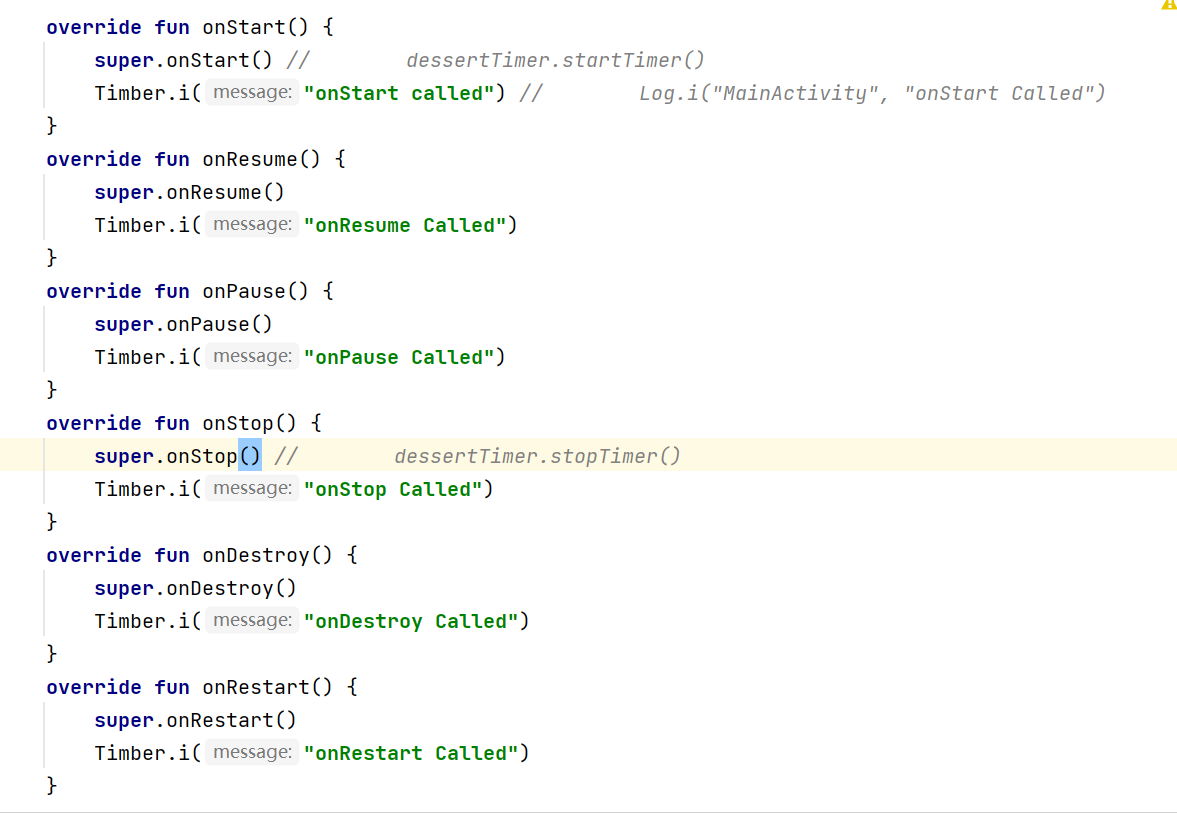 override fun onStart() {
super.onStart() //        dessertTimer.startTimer()
Timber.i( message: "onStart called") //        Log.i("MainActivity", "onStart Called")
}
override fun onResume() {
super.onResume()
Timber.i( message: "onResume Called")
}
override fun onPause() {
super.onPause()
Timber.i( message: "onPause Called")
}
override fun onStop() {
super.onStop() //        dessertTimer.stopTimer()
Timber.i( message: "onStop Called")
}
override fun onDestroy() {
super.onDestroy()
Timber.i( message: "onDestroy Called")
}
override fun onRestart() {
super.onRestart()
Timber.i( message: "onRestart Called")
}